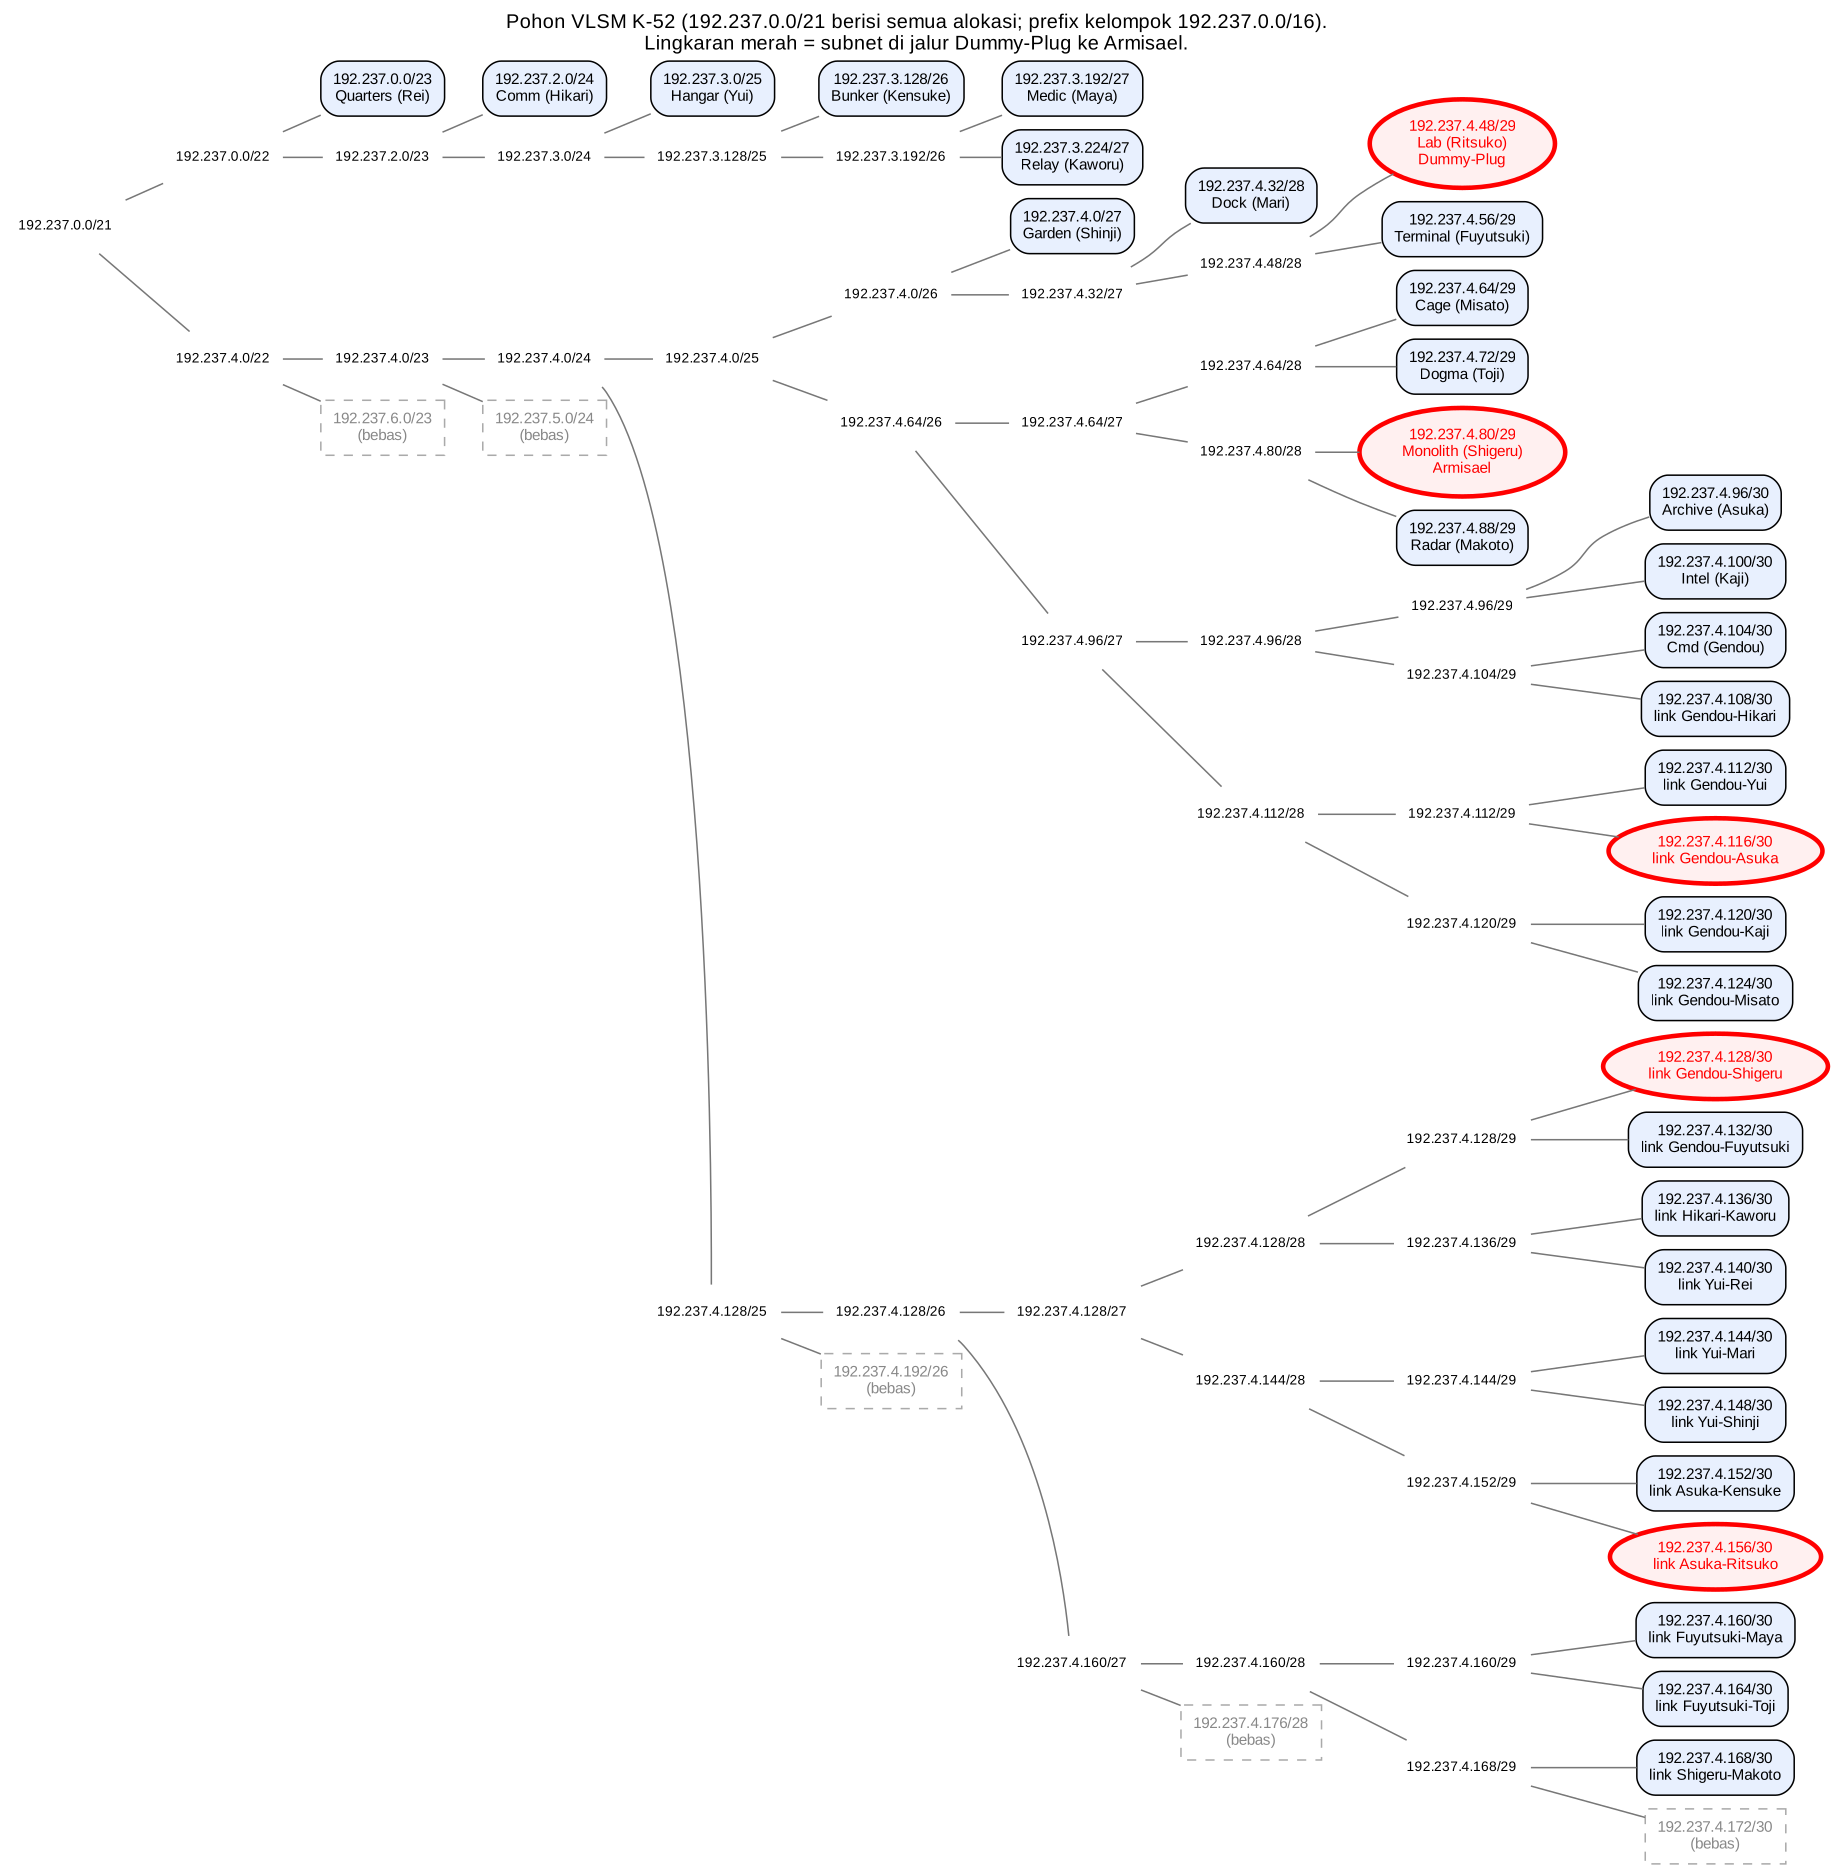 Pohon VLSM K-52 (192.237.0.0/21 berisi semua alokasi; prefix kelompok 192.237.0.0/16).
Lingkaran merah = subnet di jalur Dummy-Plug ke Armisael.
192.237.0.0/23
Quarters (Rei)
192.237.2.0/24
Comm (Hikari)
192.237.3.0/25
Hangar (Yui)
192.237.3.128/26
Bunker (Kensuke)
192.237.3.192/27
Medic (Maya)
192.237.0.0/22
192.237.2.0/23
192.237.3.0/24
192.237.3.128/25
192.237.3.192/26
192.237.3.224/27
Relay (Kaworu)
192.237.4.48/29
Lab (Ritsuko)
Dummy-Plug
192.237.4.32/28
Dock (Mari)
192.237.0.0/21
192.237.4.0/27
Garden (Shinji)
192.237.4.56/29
Terminal (Fuyutsuki)
192.237.4.48/28
192.237.4.0/26
192.237.4.32/27
192.237.4.64/29
Cage (Misato)
192.237.4.0/22
192.237.4.0/23
192.237.4.0/24
192.237.4.0/25
192.237.4.64/28
192.237.4.72/29
Dogma (Toji)
192.237.6.0/23
(bebas)
192.237.5.0/24
(bebas)
192.237.4.64/26
192.237.4.64/27
192.237.4.80/28
192.237.4.80/29
Monolith (Shigeru)
Armisael
192.237.4.88/29
Radar (Makoto)
192.237.4.96/30
Archive (Asuka)
192.237.4.100/30
Intel (Kaji)
192.237.4.96/29
192.237.4.96/27
192.237.4.96/28
192.237.4.104/30
Cmd (Gendou)
192.237.4.104/29
192.237.4.108/30
link Gendou-Hikari
192.237.4.112/30
link Gendou-Yui
192.237.4.112/28
192.237.4.112/29
192.237.4.116/30
link Gendou-Asuka
192.237.4.120/29
192.237.4.120/30
link Gendou-Kaji
192.237.4.124/30
link Gendou-Misato
192.237.4.128/30
link Gendou-Shigeru
192.237.4.128/29
192.237.4.132/30
link Gendou-Fuyutsuki
192.237.4.136/30
link Hikari-Kaworu
192.237.4.128/28
192.237.4.136/29
192.237.4.140/30
link Yui-Rei
192.237.4.128/25
192.237.4.128/26
192.237.4.128/27
192.237.4.144/30
link Yui-Mari
192.237.4.192/26
(bebas)
192.237.4.144/28
192.237.4.144/29
192.237.4.148/30
link Yui-Shinji
192.237.4.152/29
192.237.4.152/30
link Asuka-Kensuke
192.237.4.156/30
link Asuka-Ritsuko
192.237.4.160/30
link Fuyutsuki-Maya
192.237.4.160/27
192.237.4.160/28
192.237.4.160/29
192.237.4.164/30
link Fuyutsuki-Toji
192.237.4.176/28
(bebas)
192.237.4.168/29
192.237.4.168/30
link Shigeru-Makoto
192.237.4.172/30
(bebas)